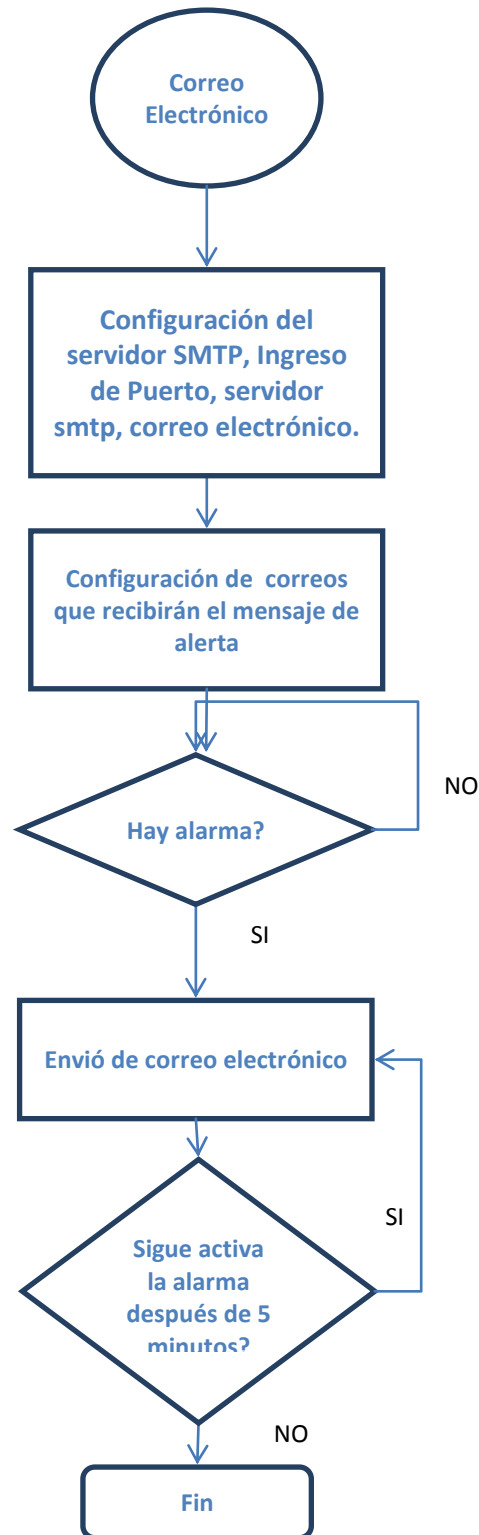 Correo
Electrónico
Configuración del
servidor SMTP, Ingreso
de Puerto, servidor
smtp, correo electrónico.
Configuración de  correos
que recibirán el mensaje de
alerta
NO
Hay alarma?
SI
Envió de correo electrónico
SI
Sigue activa
la alarma
después de 5
minutos?
NO
Fin